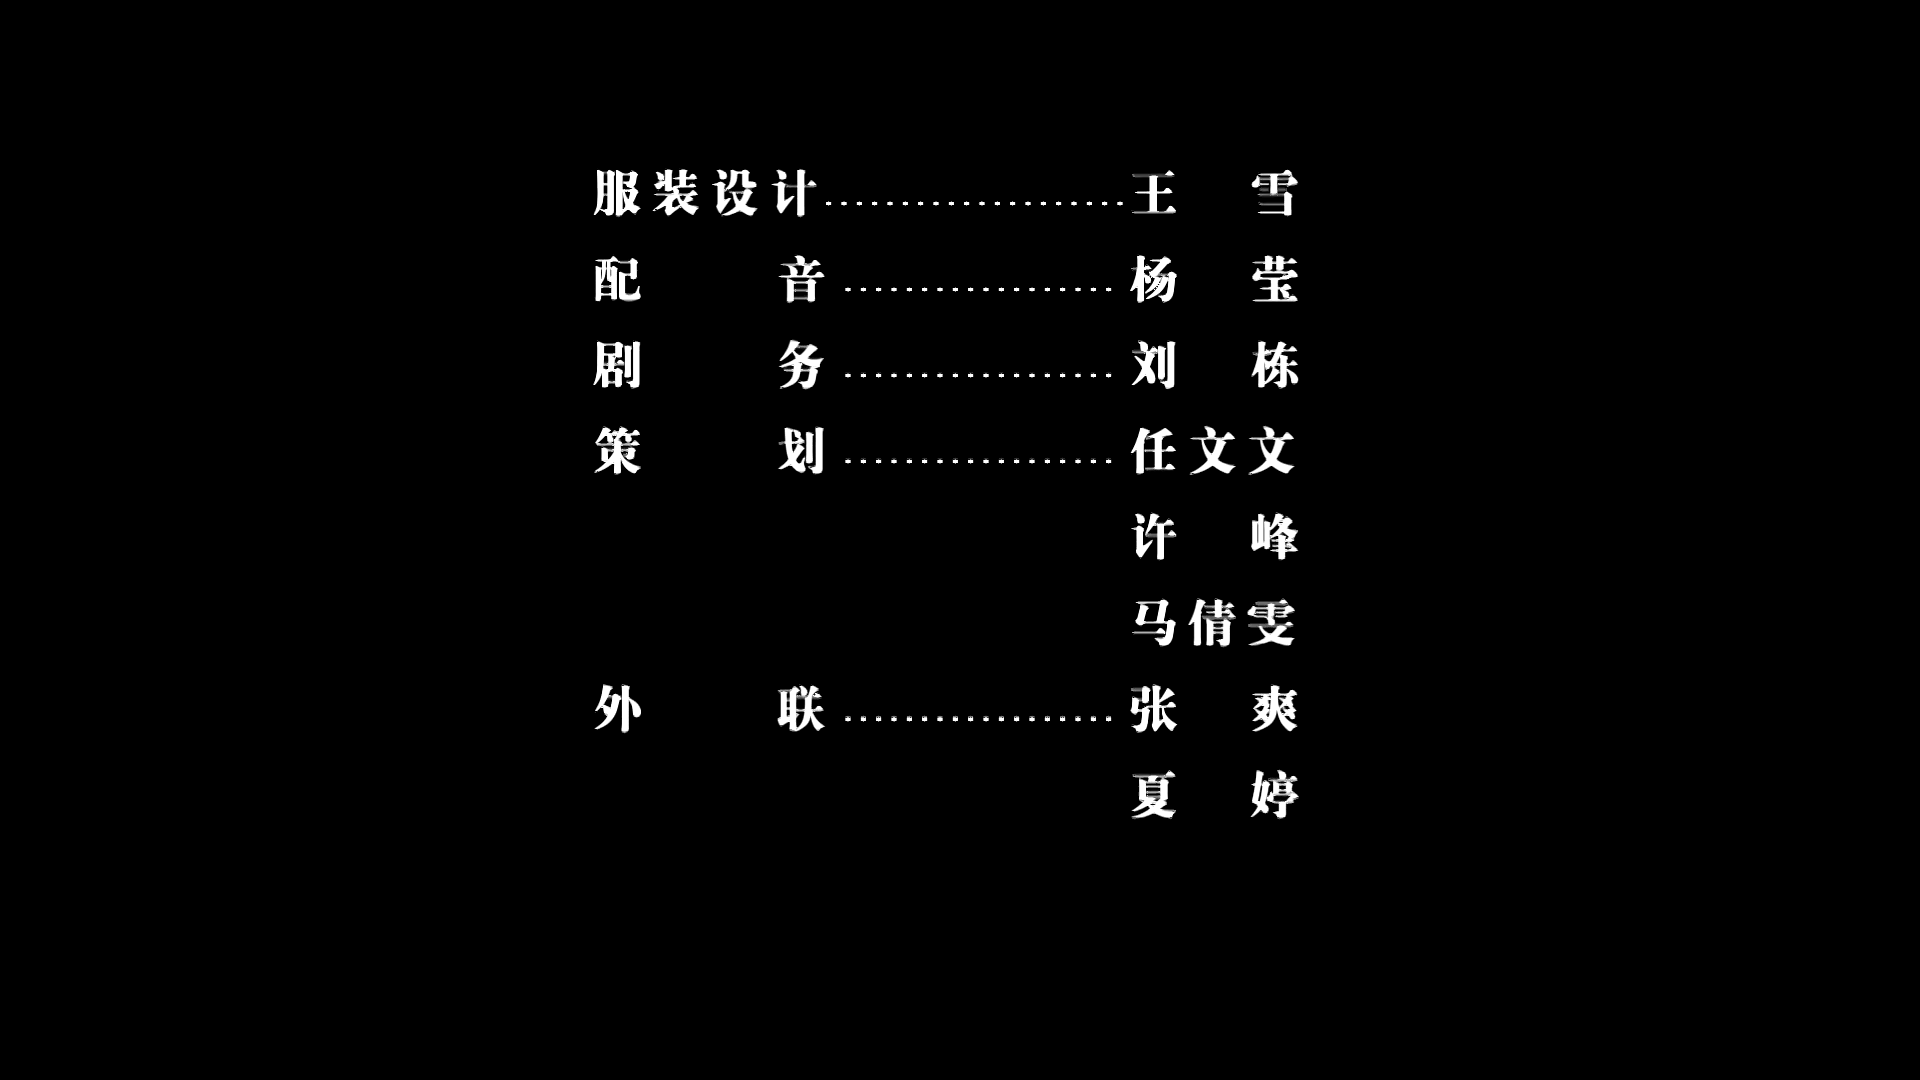 服装设计....................王雪
配音..................杨莹
剧务..................刘栋
策划..................任文文
许峰
马倩雯
外联..................张爽
夏婷